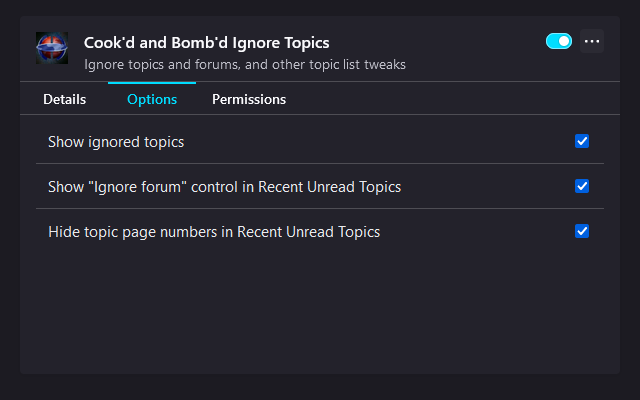 Cook'd and Bomb'd Ignore Topics
Ignore topics and forums, and other topic list tweaks
Details Options Permissions
Show ignored topics
Show "Ignore forum" control in Recent Unread Topics
Hide topic page numbers in Recent Unread Topics